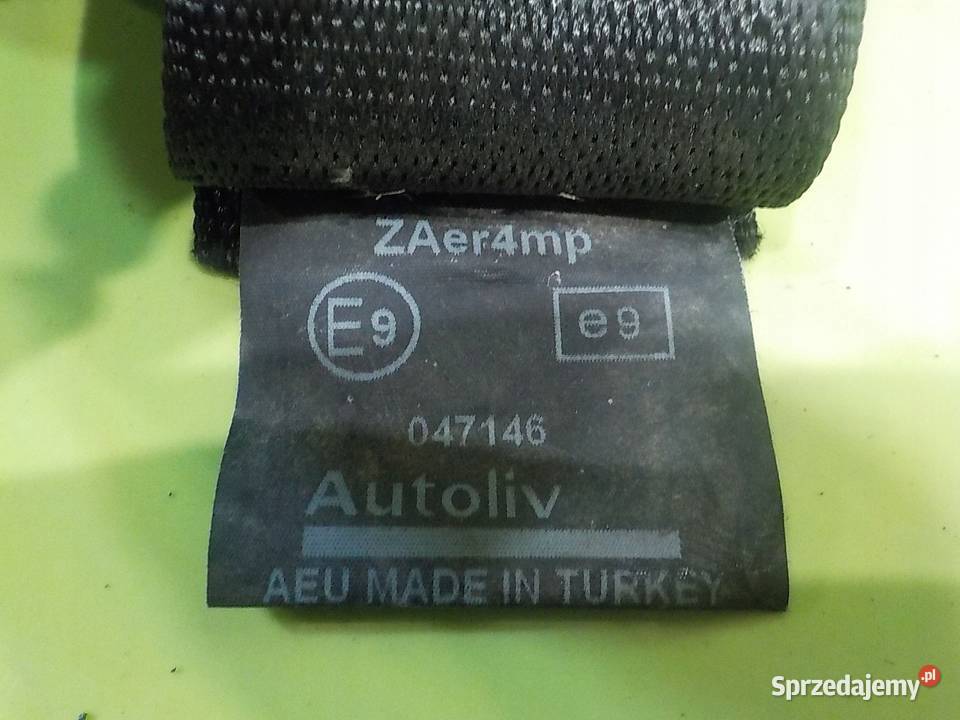 ZAer4mp
E9 e9
047146
Autoliv
AEU MADE IN TURKEY
Sprzedajemy.pl